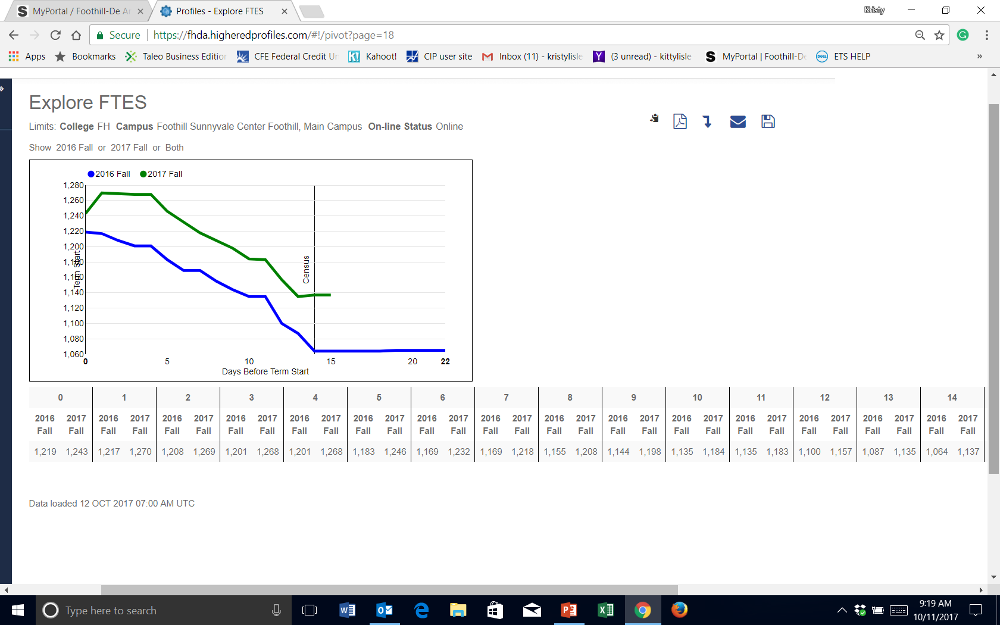 MyPortal / Foothill-De Ar
Profiles - Explore FTES
Kristy
Secure https://fhda.higheredprofiles.com/#!/pivot?page=18
Apps Bookmarks Taleo Business Edition CFE Federal Credit Un Kahoot! CIP user site Inbox (11) - kristylisle (3 unread) - kittylisle MyPortal | Foothill-De ETS HELP »
Explore FTES
Limits: College FH Campus Foothill Sunnyvale Center Foothill, Main Campus On-line Status Online
Show 2016 Fall or 2017 Fall or Both
2016 Fall 2017 Fall
1,280
1,260
1,240
1,220
1,200
1,180
1,160
1,140
1,120
1,100
1,080
1,060
Term Start
Census
0 5 10 15 20 22
Days Before Term Start
0 1 2 3 4 5 6 7 8 9 10 11 12 13 14
2016 2017 2016 2017 2016 2017 2016 2017 2016 2017 2016 2017 2016 2017 2016 2017 2016 2017 2016 2017 2016 2017 2016 2017 2016 2017 2016 2017 2016 2017
Fall Fall Fall Fall Fall Fall Fall Fall Fall Fall Fall Fall Fall Fall Fall Fall Fall Fall Fall Fall Fall Fall Fall Fall Fall Fall Fall Fall Fall Fall
1,219 1,243 1,217 1,270 1,208 1,269 1,201 1,268 1,201 1,268 1,183 1,246 1,169 1,232 1,169 1,218 1,155 1,208 1,144 1,198 1,135 1,184 1,135 1,183 1,100 1,157 1,087 1,135 1,064 1,137
Data loaded 12 OCT 2017 07:00 AM UTC
Type here to search
9:19 AM
10/11/2017